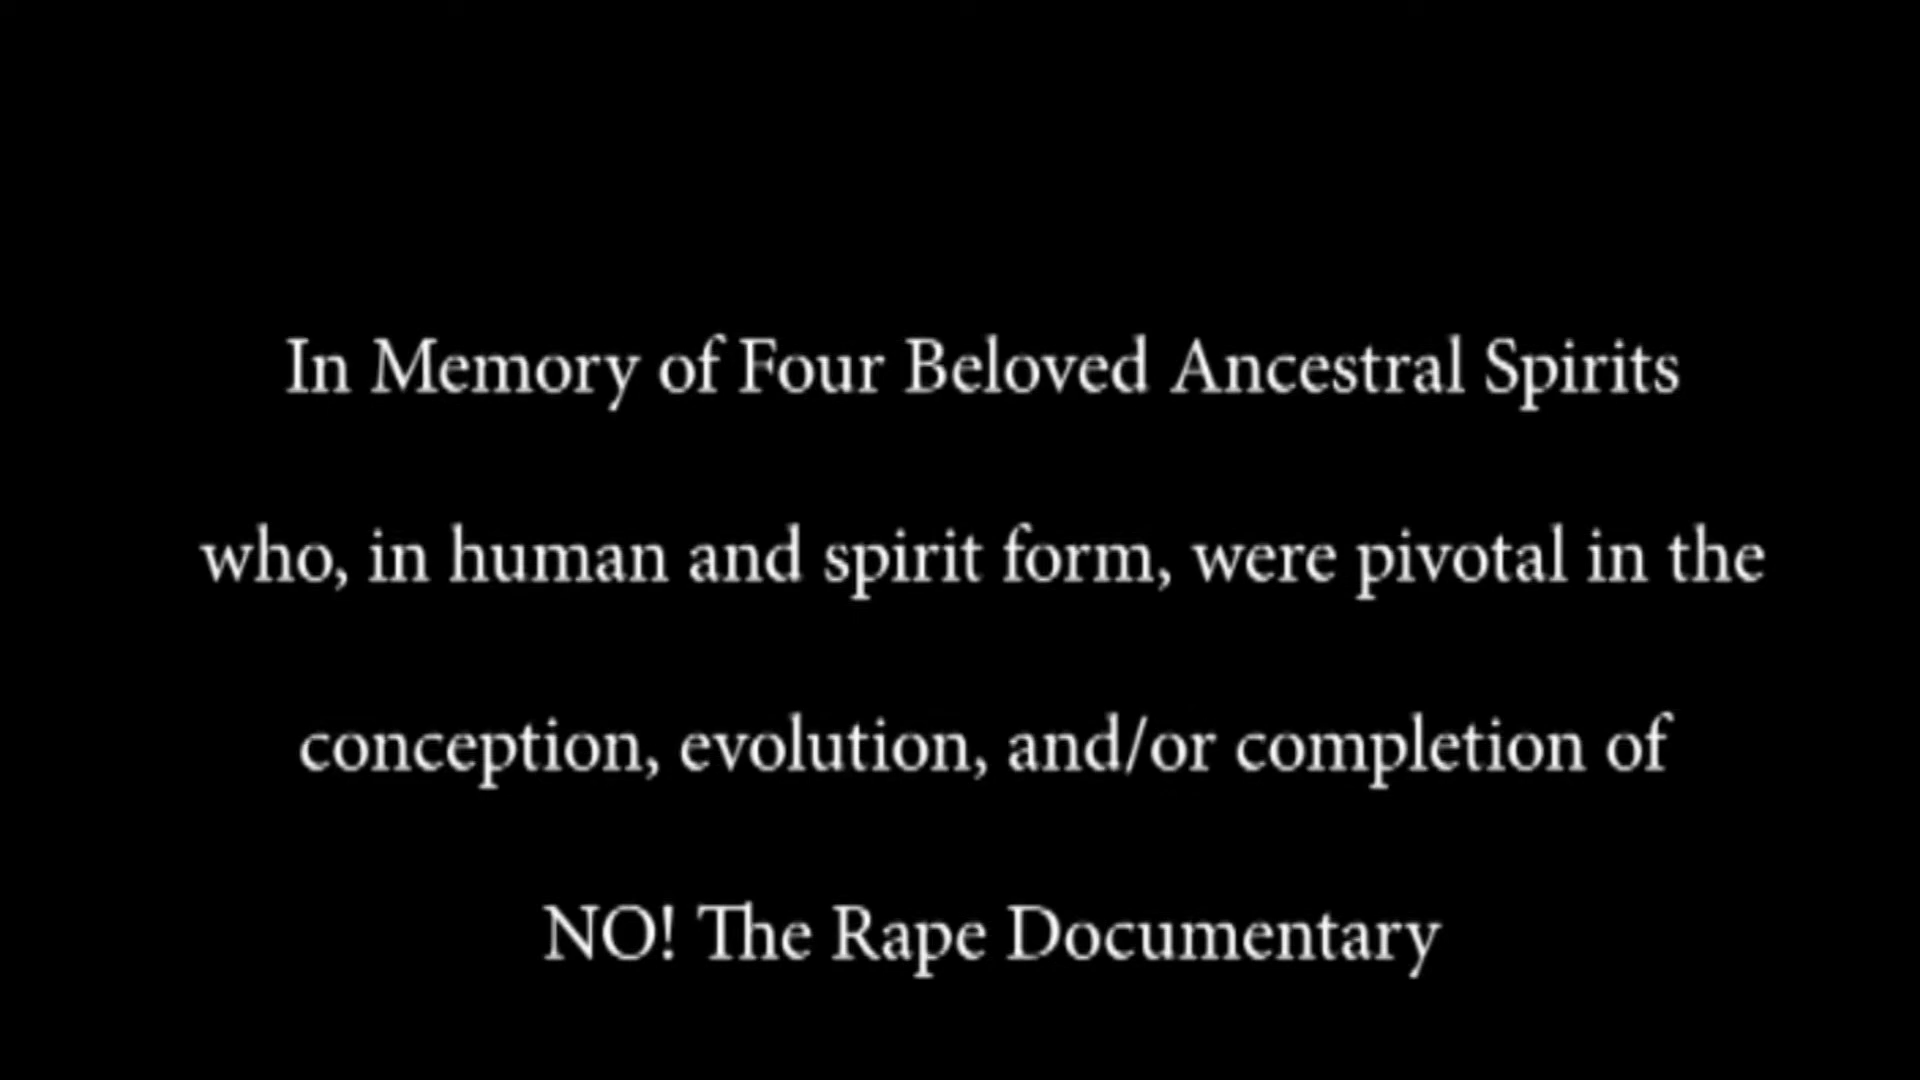 In Memory of Four Beloved Ancestral Spirits
who, in human and spirit form, were pivotal in the
conception, evolution, and/or completion of
NO! The Rape Documentary